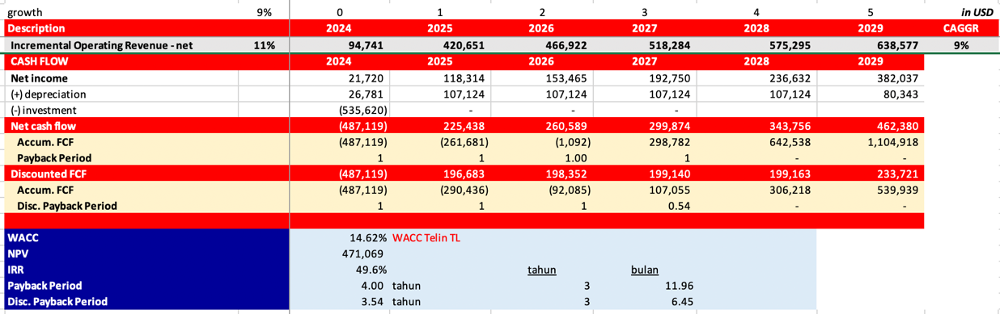 growth 9% 0 1 2 3 4 5 in USD
Description 2024 2025 2026 2027 2028 2029 CAGGR
Incremental Operating Revenue - net 11% 94,741 420,651 466,922 518,284 575,295 638,577 9%
CASH FLOW 2024 2025 2026 2027 2028 2029
Net income 21,720 118,314 153,465 192,750 236,632 382,037
(+) depreciation 26,781 107,124 107,124 107,124 107,124 80,343
(-) investment (535,620) - - -
Net cash flow (487,119) 225,438 260,589 299,874 343,756 462,380
Accum. FCF (487,119) (261,681) (1,092) 298,782 642,538 1,104,918
Payback Period 1 1 1.00 1 - -
Discounted FCF (487,119) 196,683 198,352 199,140 199,163 233,721
Accum. FCF (487,119) (290,436) (92,085) 107,055 306,218 539,939
Disc. Payback Period 1 1 1 0.54 - -
WACC 14.62% WACC Telin TL
NPV 471,069
IRR 49.6% tahun bulan
Payback Period 4.00 tahun 3 11.96
Disc. Payback Period 3.54 tahun 3 6.45